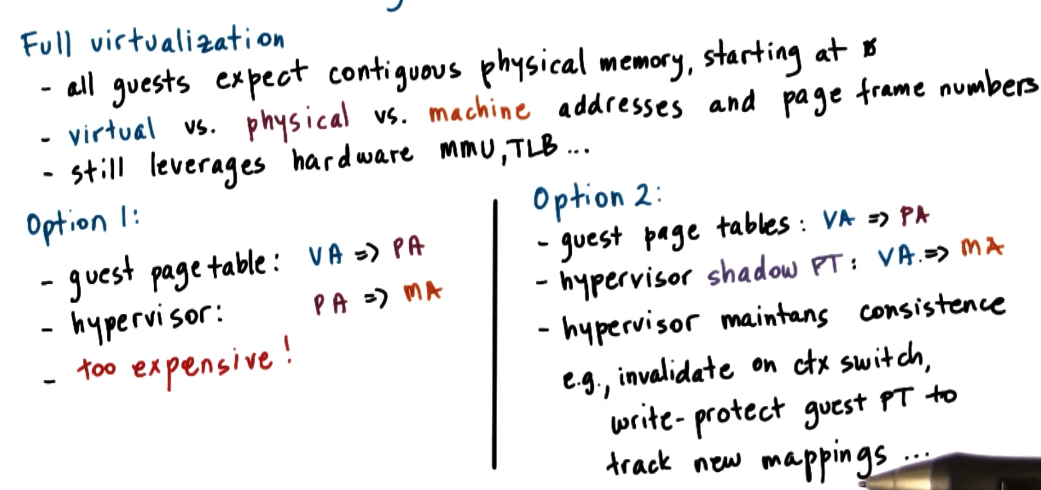 Full virtualization
- all guests expect contiguous physical memory, starting at 0
- virtual vs. physical vs. machine addresses and page frame numbers
- still leverages hardware MMU, TLB ...
Option 1:
- guest page table: VA => PA
- hypervisor: PA => MA
- too expensive!
Option 2:
- guest page tables: VA => PA
- hypervisor shadow PT: VA => MA
- hypervisor maintans consistence
e.g., invalidate on ctx switch,
write-protect guest PT to
track new mappings ...